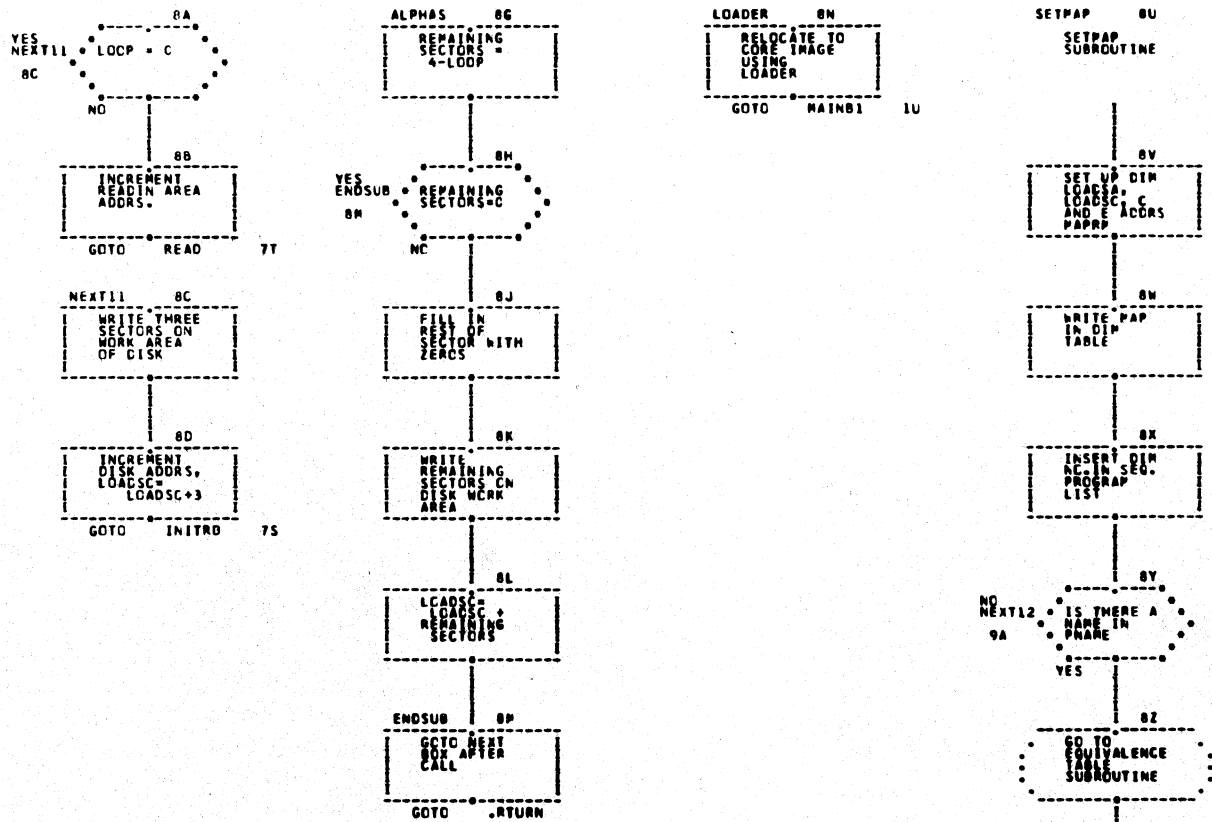 8A
YES
NEXT11
LOOP = C
8C
NO
8B
INCREMENT
READIN AREA
ADDRS.
GOTO READ 7T
NEXT11 8C
WRITE THREE
SECTORS ON
WORK AREA
OF DISK
8D
INCREMENT
DISK ADDRS,
LOADSC=
LOADSC+3
GOTO INITRD 7S
ALPHAS 8G
REMAINING
SECTORS =
4-LOOP
8H
YES
ENDSUB
REMAINING
SECTORS=C
8M
NC
8J
FILL IN
REST OF
SECTOR WITH
ZEROS
8K
WRITE
REMAINING
SECTORS ON
DISK WORK
AREA
8L
LOADSC=
LOADSC +
REMAINING
SECTORS
ENDSUB 8M
GOTO NEXT
BOX AFTER
CALL
GOTO .RTURN
LOADER 8N
RELOCATE TO
CORE IMAGE
USING
LOADER
GOTO MAINB1 1U
SETMAP 8U
SETMAP
SUBROUTINE
8V
SET UP DIM
LOADSA,
LOADSC, C
AND E ADDRS
MAPRM
8W
WRITE MAP
IN DIM
TABLE
8X
INSERT DIM
NC.IN SEQ.
PROGRAM
LIST
8Y
NO
NEXT12
IS THERE A
NAME IN
PNAME
9A
YES
8Z
GO TO
EQUIVALENCE
TABLE
SUBROUTINE